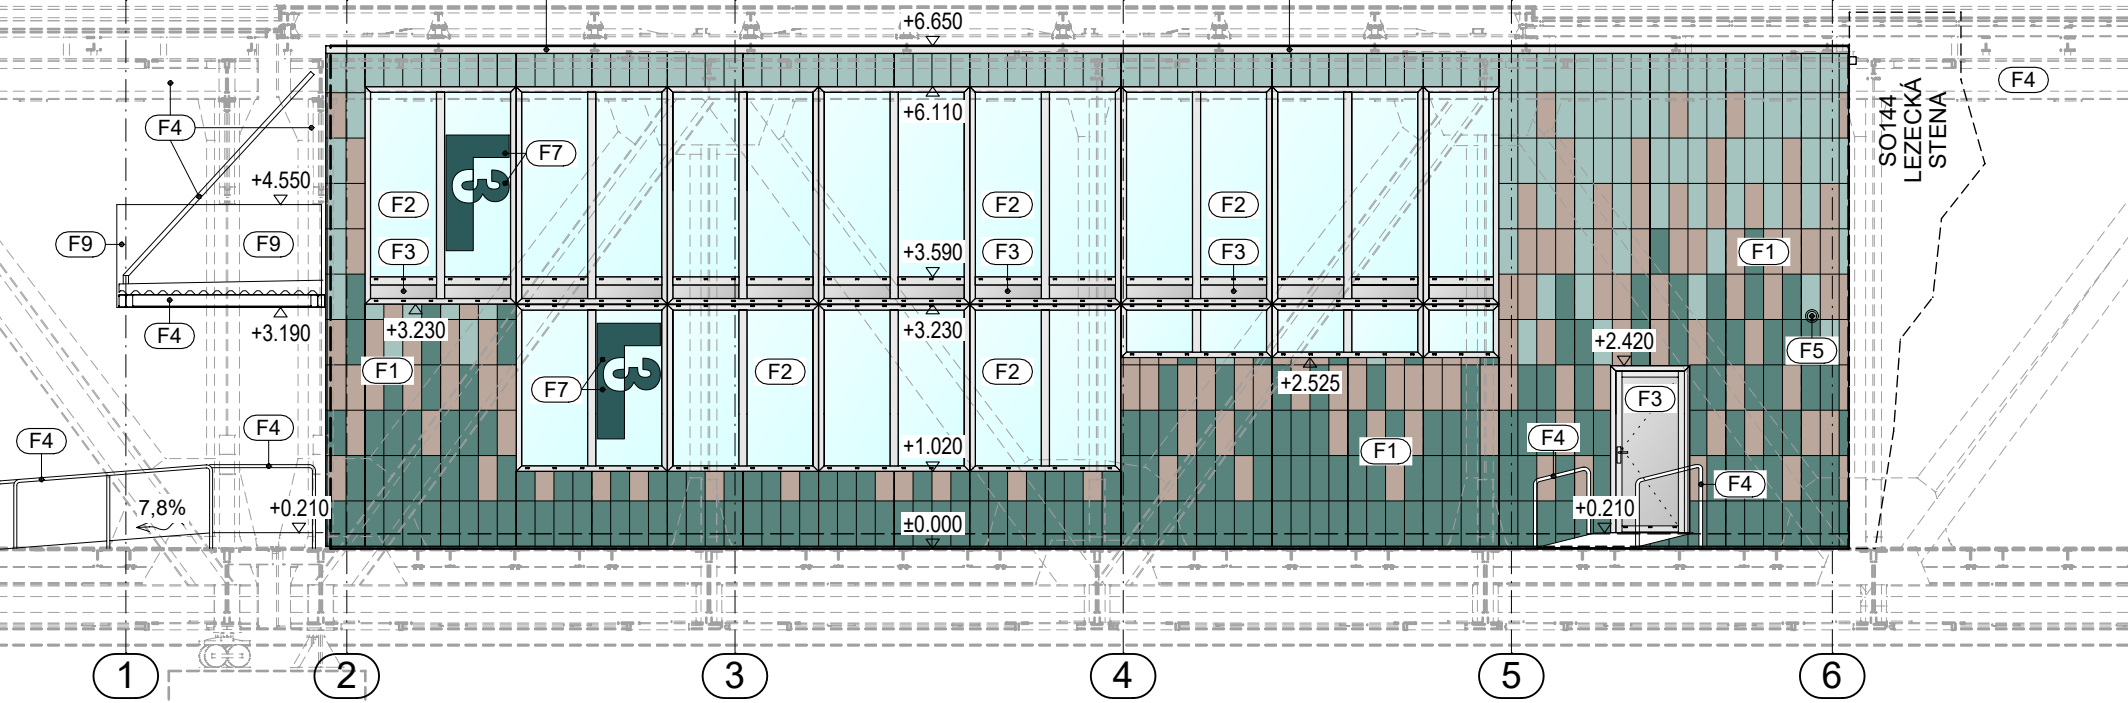 +6.650
F4
+6.110
F4
SO144
LEZECKÁ
STENA
F7
+4.550
F2
F2
F2
3
F9
F9
F3
+3.590
F3
F3
F1
F4
+3.190
+3.230
+3.230
+2.420
F5
F1
F7
3
F2
F2
+2.525
F3
F4
F4
+1.020
F1
F4
F4
7,8%
+0.210
±0.000
+0.210
1
2
3
4
5
6